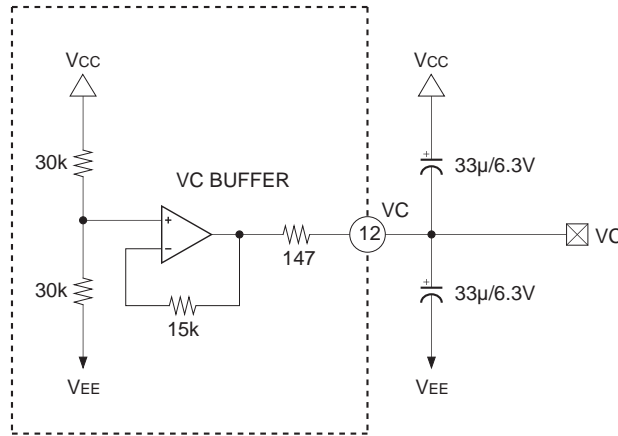 VCC
VCC
30k
33µ/6.3V
VC BUFFER
VC
+
+
12
VC
−
147
30k
+
33µ/6.3V
15k
VEE
VEE